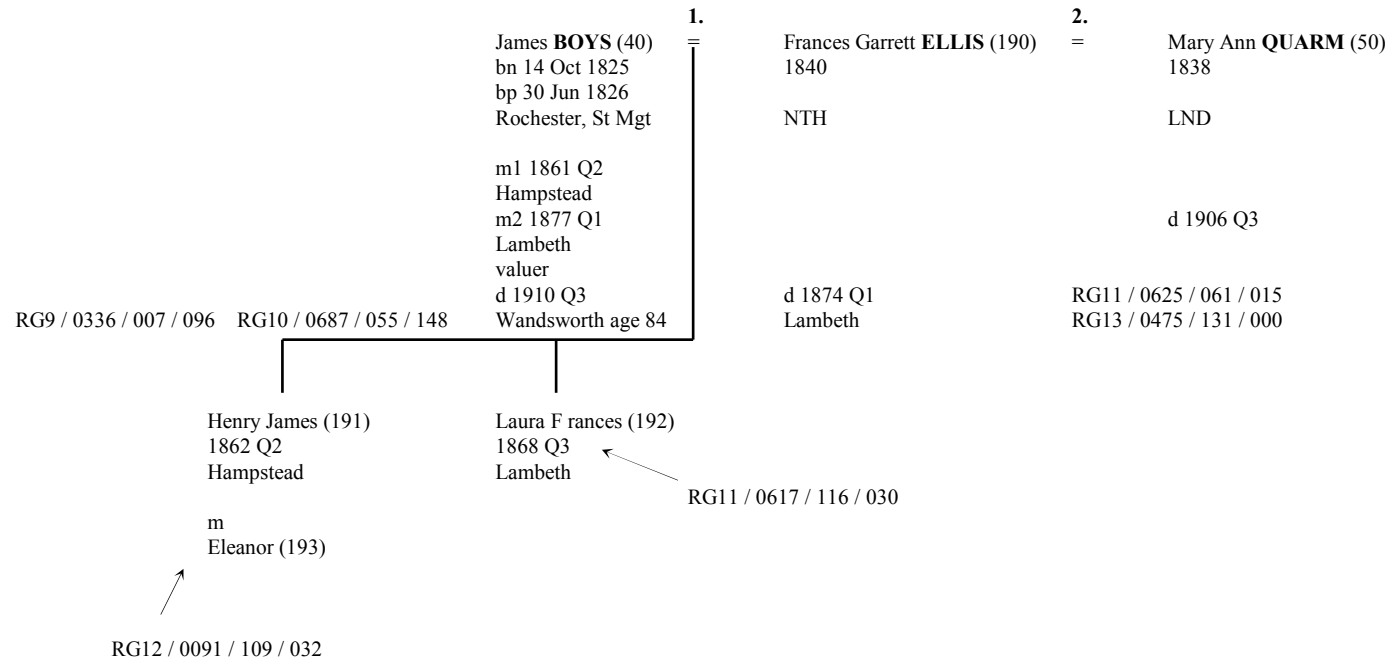 1. 2.
James BOYS (40) = Frances Garrett ELLIS (190) = Mary Ann QUARM (50)
bn 14 Oct 1825 1840 1838
bp 30 Jun 1826
Rochester, St Mgt NTH LND
m1 1861 Q2
Hampstead
m2 1877 Q1 d 1906 Q3
Lambeth
valuer
d 1910 Q3 d 1874 Q1 RG11 / 0625 / 061 / 015
RG9 / 0336 / 007 / 096 RG10 / 0687 / 055 / 148 Wandsworth age 84 Lambeth RG13 / 0475 / 131 / 000
Henry James (191) Laura F rances (192)
1862 Q2 1868 Q3
Hampstead Lambeth
RG11 / 0617 / 116 / 030
m
Eleanor (193)
RG12 / 0091 / 109 / 032